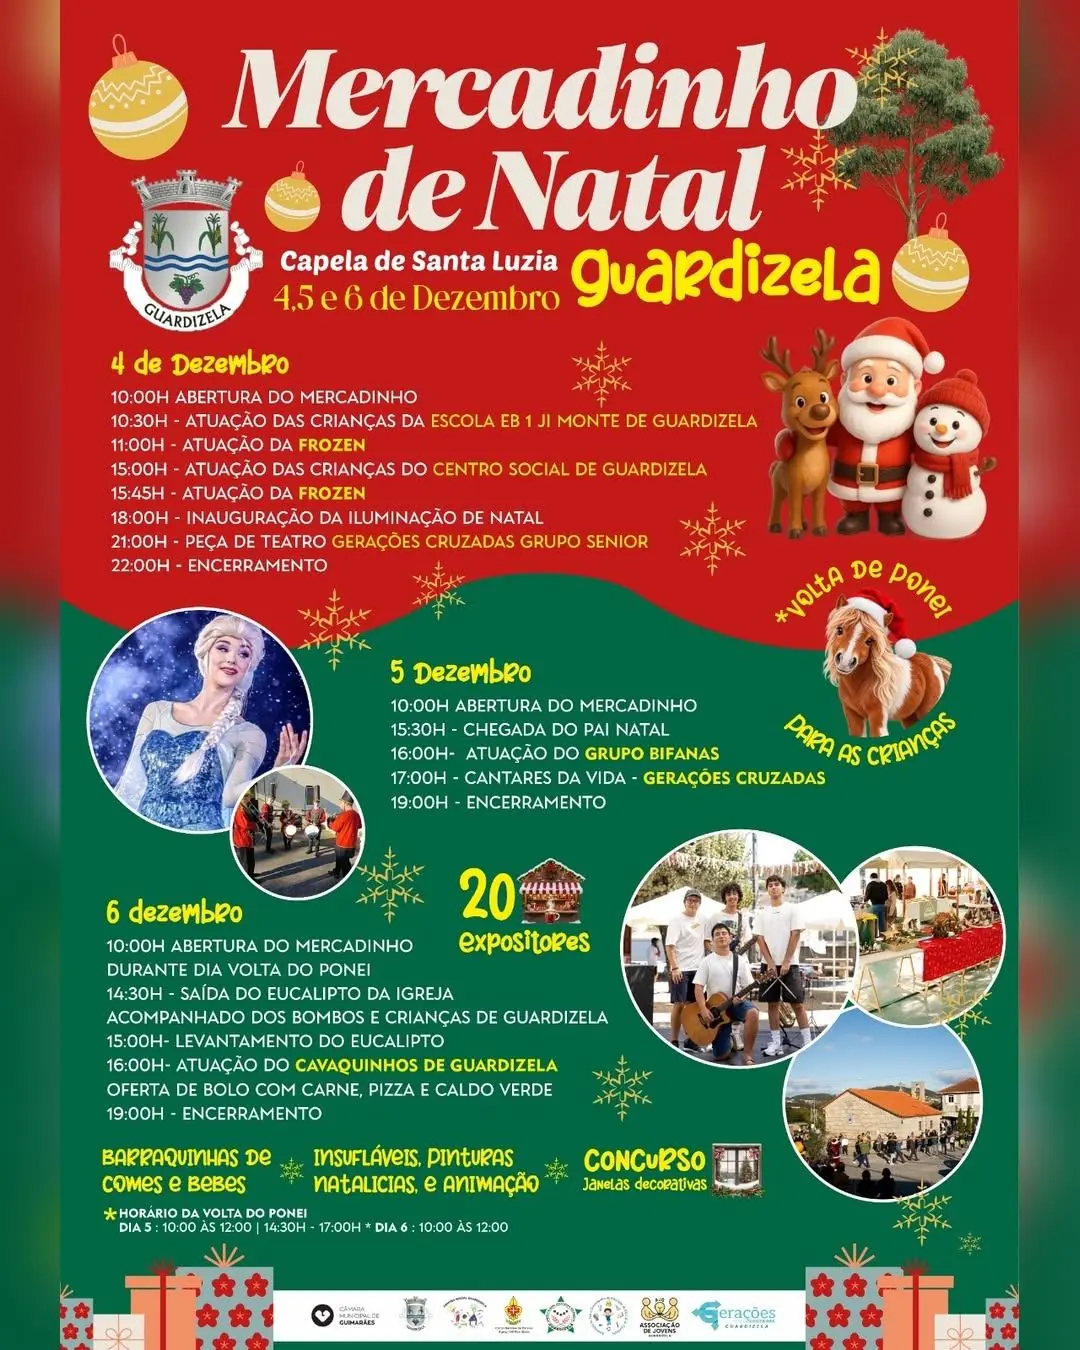 Mercadinho
de Natal
Capela de Santa Luzia
Guardizela
4,5 e 6 de Dezembro
GUARDIZELA
4 de Dezembro
10:00H ABERTURA DO MERCADINHO
10:30H - ATUAÇÃO DAS CRIANÇAS DA ESCOLA EB 1 JI MONTE DE GUARDIZELA
11:00H - ATUAÇÃO DA FROZEN
15:00H - ATUAÇÃO DAS CRIANÇAS DO CENTRO SOCIAL DE GUARDIZELA
15:45H - ATUAÇÃO DA FROZEN
18:00H - INAUGURAÇÃO DA ILUMINAÇÃO DE NATAL
21:00H - PEÇA DE TEATRO GERAÇÕES CRUZADAS GRUPO SENIOR
22:00H - ENCERRAMENTO
*VOLTA DE PONEI
PARA AS CRIANÇAS
5 Dezembro
10:00H ABERTURA DO MERCADINHO
15:30H - CHEGADA DO PAI NATAL
16:00H- ATUAÇÃO DO GRUPO BIFANAS
17:00H - CANTARES DA VIDA - GERAÇÕES CRUZADAS
19:00H - ENCERRAMENTO
20
expositores
6 dezembro
10:00H ABERTURA DO MERCADINHO
DURANTE DIA VOLTA DO PONEI
14:30H - SAÍDA DO EUCALIPTO DA IGREJA
ACOMPANHADO DOS BOMBOS E CRIANÇAS DE GUARDIZELA
15:00H- LEVANTAMENTO DO EUCALIPTO
16:00H- ATUAÇÃO DO CAVAQUINHOS DE GUARDIZELA
OFERTA DE BOLO COM CARNE, PIZZA E CALDO VERDE
19:00H - ENCERRAMENTO
BARRAQUINHAS DE
COMES E BEBES
INSUFLÁVEIS, PINTURAS
NATALICIAS, E ANIMAÇÃO
CONCURSO
Janelas decorativas
*HORÁRIO DA VOLTA DO PONEI
DIA 5 : 10:00 ÀS 12:00 | 14:30H - 17:00H * DIA 6 : 10:00 ÀS 12:00
CÂMARA
MUNICIPAL DE
GUIMARÃES
ASSOCIAÇÃO
DE JOVENS
Gerações
GUARDIZELA